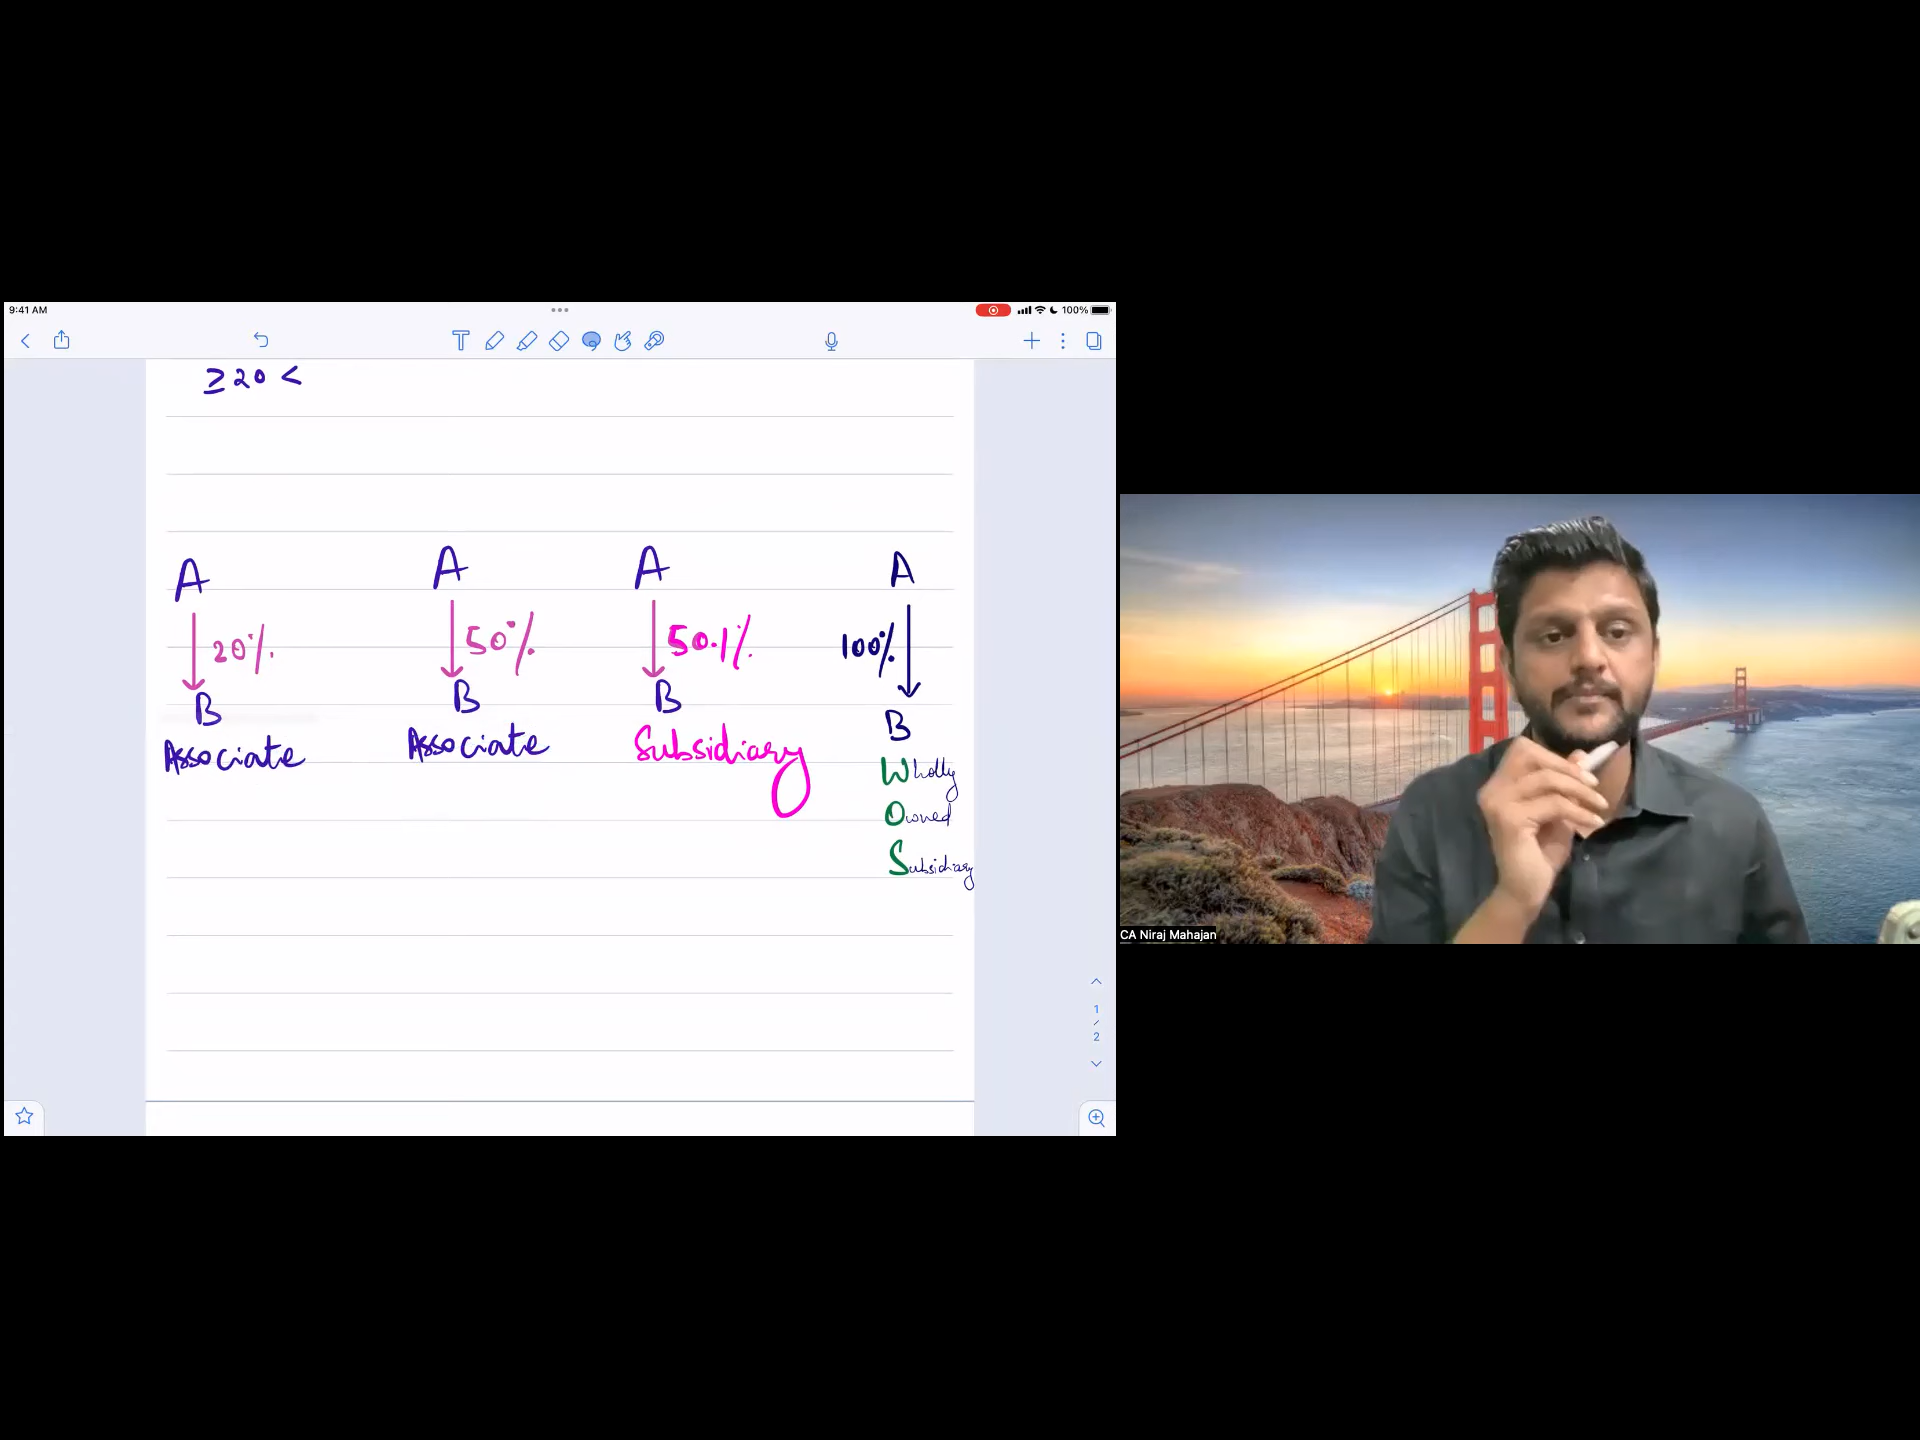 9:41 AM
100%
≥20 <
A
20%.
B
Associate
A
50%
B
Associate
A
50.1%
B
Subsidiary
A
100%
B
Wholly
Owned
Subsidiary
1
/
2
CA Niraj Mahajan